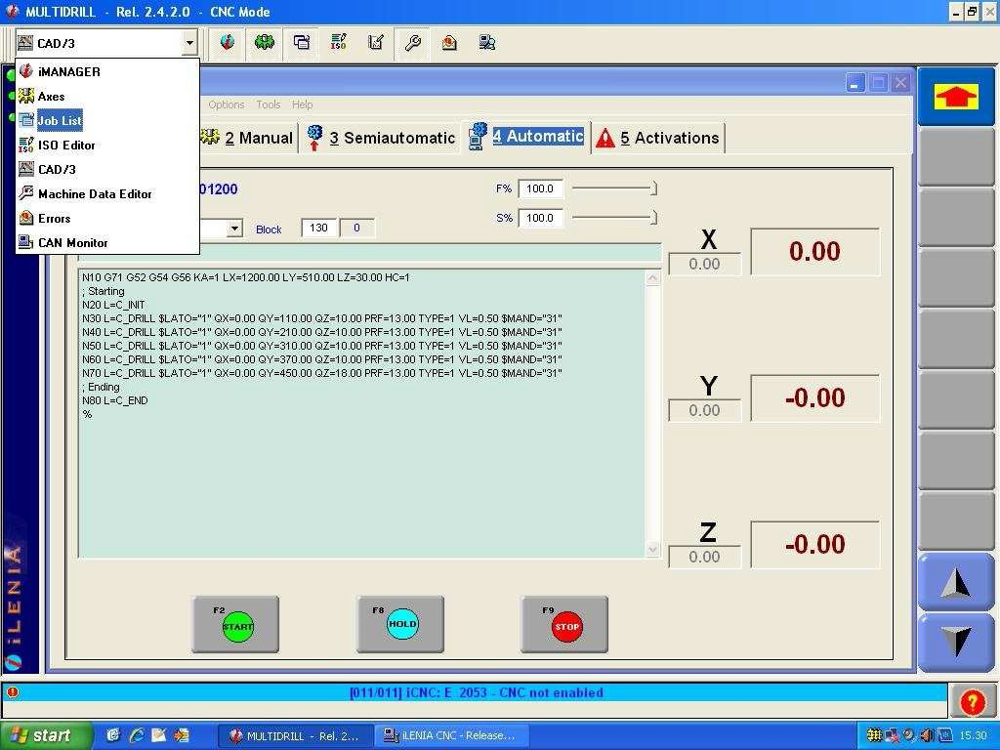 MULTIDRILL - Rel. 2.4.2.0 - CNC Mode
CAD/3
ISO
iMANAGER
Axes
Job List
ISO Editor
CAD/3
Machine Data Editor
Errors
CAN Monitor
Options Tools Help
2 Manual 3 Semiautomatic 4 Automatic 5 Activations
01200
F% 100.0
S% 100.0
Block 130 0
X 0.00 0.00
Y 0.00 -0.00
Z 0.00 -0.00
N10 G71 G52 G54 G56 KA=1 LX=1200.00 LY=510.00 LZ=30.00 HC=1
; Starting
N20 L=C_INIT
N30 L=C_DRILL $LATO="1" QX=0.00 QY=110.00 QZ=10.00 PRF=13.00 TYPE=1 VL=0.50 $MAND="31"
N40 L=C_DRILL $LATO="1" QX=0.00 QY=210.00 QZ=10.00 PRF=13.00 TYPE=1 VL=0.50 $MAND="31"
N50 L=C_DRILL $LATO="1" QX=0.00 QY=310.00 QZ=10.00 PRF=13.00 TYPE=1 VL=0.50 $MAND="31"
N60 L=C_DRILL $LATO="1" QX=0.00 QY=370.00 QZ=10.00 PRF=13.00 TYPE=1 VL=0.50 $MAND="31"
N70 L=C_DRILL $LATO="1" QX=0.00 QY=450.00 QZ=18.00 PRF=13.00 TYPE=1 VL=0.50 $MAND="31"
; Ending
N80 L=C_END
%
F2 START
F8 HOLD
F9 STOP
iLENIA
[011/011] iCNC: E 2053 - CNC not enabled
start
MULTIDRILL - Rel. 2...
iLENIA CNC - Release...
15.30